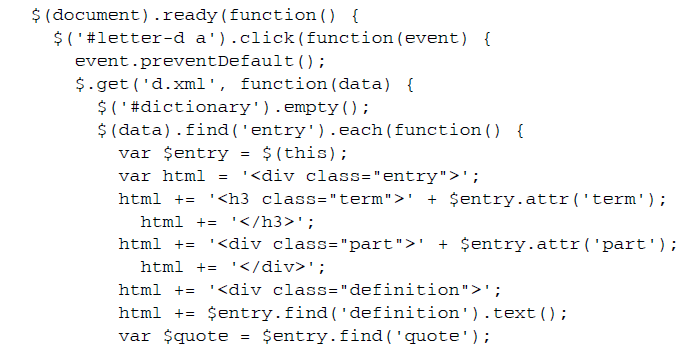 $(document).ready(function() {
  $('#letter-d a').click(function(event) {
    event.preventDefault();
    $.get('d.xml', function(data) {
      $('#dictionary').empty();
      $(data).find('entry').each(function() {
        var $entry = $(this);
        var html = '<div class="entry">';
        html += '<h3 class="term">' + $entry.attr('term');
          html += '</h3>';
        html += '<div class="part">' + $entry.attr('part');
          html += '</div>';
        html += '<div class="definition">';
        html += $entry.find('definition').text();
        var $quote = $entry.find('quote');